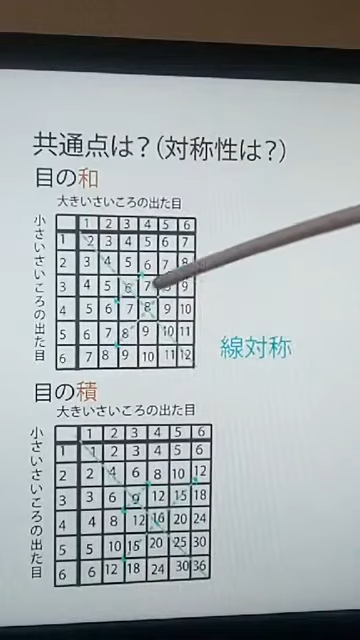 共通点は？(対称性は？)
目の和
大きいさいころの出た目
小さいさいころの出た目
1 2 3 4 5 6
1 2 3 4 5 6 7
2 3 4 5 6 7 8
3 4 5 6 7 9
4 5 6 7 8 9 10
5 6 7 8 9 10 11
6 7 8 9 10 11 12
線対称
目の積
大きいさいころの出た目
小さいさいころの出た目
1 2 3 4 5 6
1 1 2 3 4 5 6
2 2 4 6 8 10 12
3 3 6 9 12 15 18
4 4 8 12 16 20 24
5 5 10 15 20 25 30
6 6 12 18 24 30 36